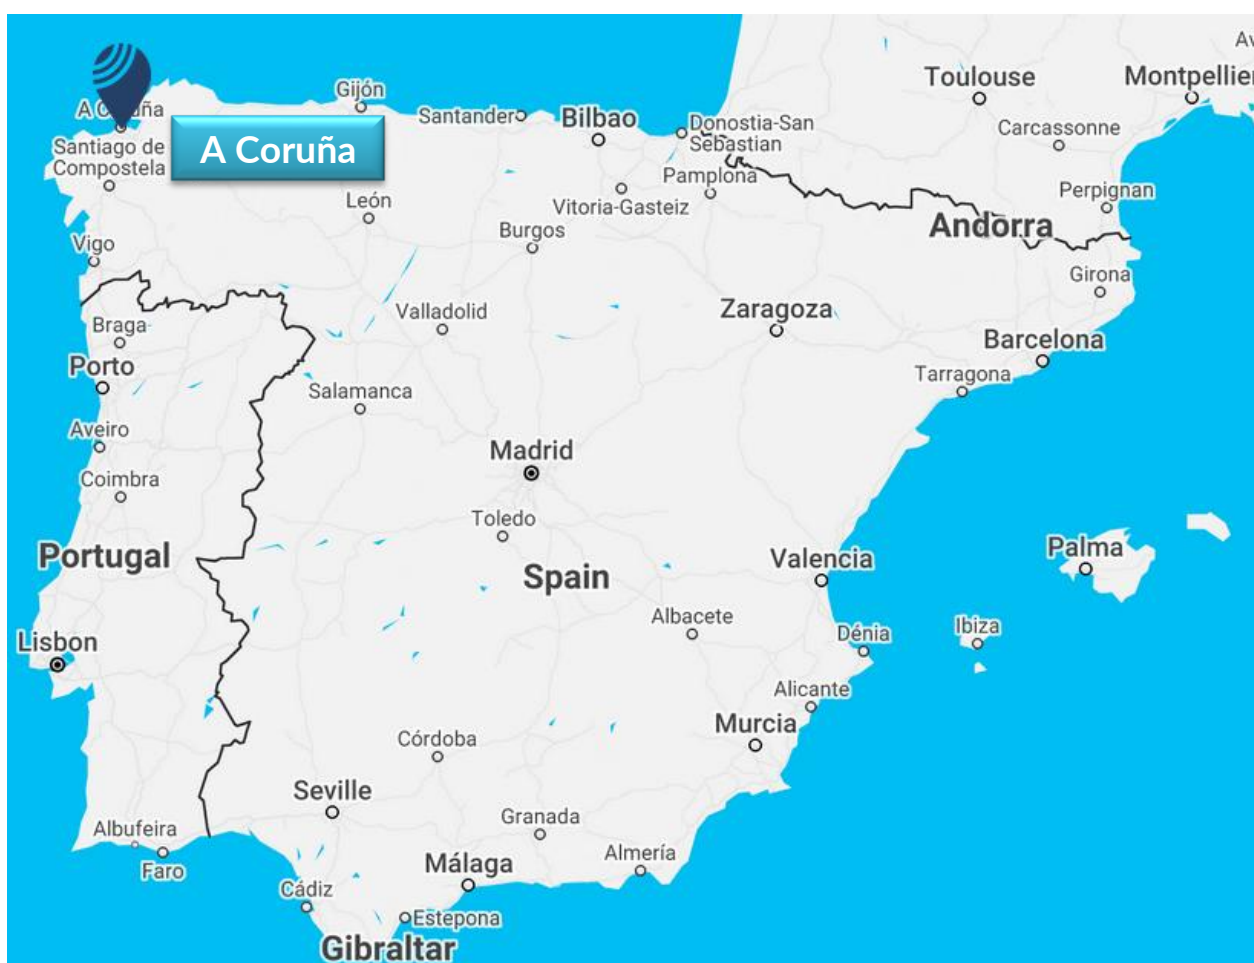 Av
Toulouse
Montpellier
Gijón
A Coruña
Santander
Bilbao
Donostia-San
Sebastian
Carcassonne
Santiago de
Compostela
A Coruña
Pamplona
Perpignan
León
Vitoria-Gasteiz
Andorra
Burgos
Vigo
Girona
Valladolid
Zaragoza
Braga
Barcelona
Porto
Tarragona
Salamanca
Aveiro
Madrid
Coimbra
Toledo
Portugal
Spain
Valencia
Palma
Albacete
Lisbon
Dénia
Ibiza
Alicante
Murcia
Córdoba
Seville
Granada
Albufeira
Faro
Málaga
Almería
Cádiz
Estepona
Gibraltar